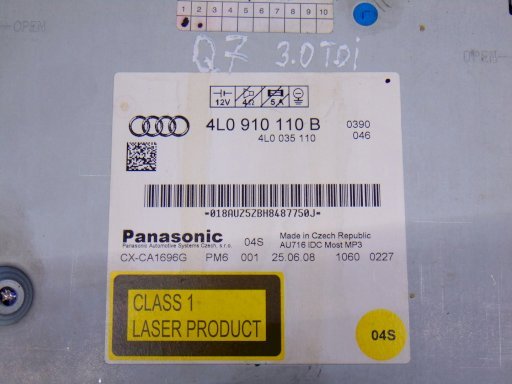 1 2 3 4 5 6 7 8 9 10
OPEN
OPEN
Q7 3.0TDi
12V 4Ω 5A
4L0 910 110 B 0390
4L0 035 110 046
-018AUZ5ZBH8487750J-
Panasonic 04S Made in Czech Republic
Panasonic Automotive Systems Czech, s.r.o. AU716 IDC Most MP3
CX-CA1696G PM6 001 25.06.08 1060 0227
CLASS 1
LASER PRODUCT
04S